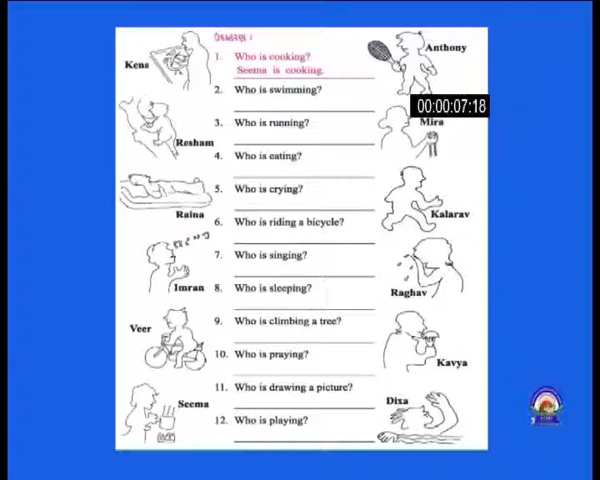 ઉદાહરણ :
1. Who is cooking?
Seema is cooking.
2. Who is swimming?
3. Who is running?
4. Who is eating?
5. Who is crying?
6. Who is riding a bicycle?
7. Who is singing?
8. Who is sleeping?
9. Who is climbing a tree?
10. Who is praying?
11. Who is drawing a picture?
12. Who is playing?
Kena
Resham
Raina
Imran
Veer
Seema
Anthony
00:00:07:18
Mira
Kalarav
Raghav
Kavya
Dixa